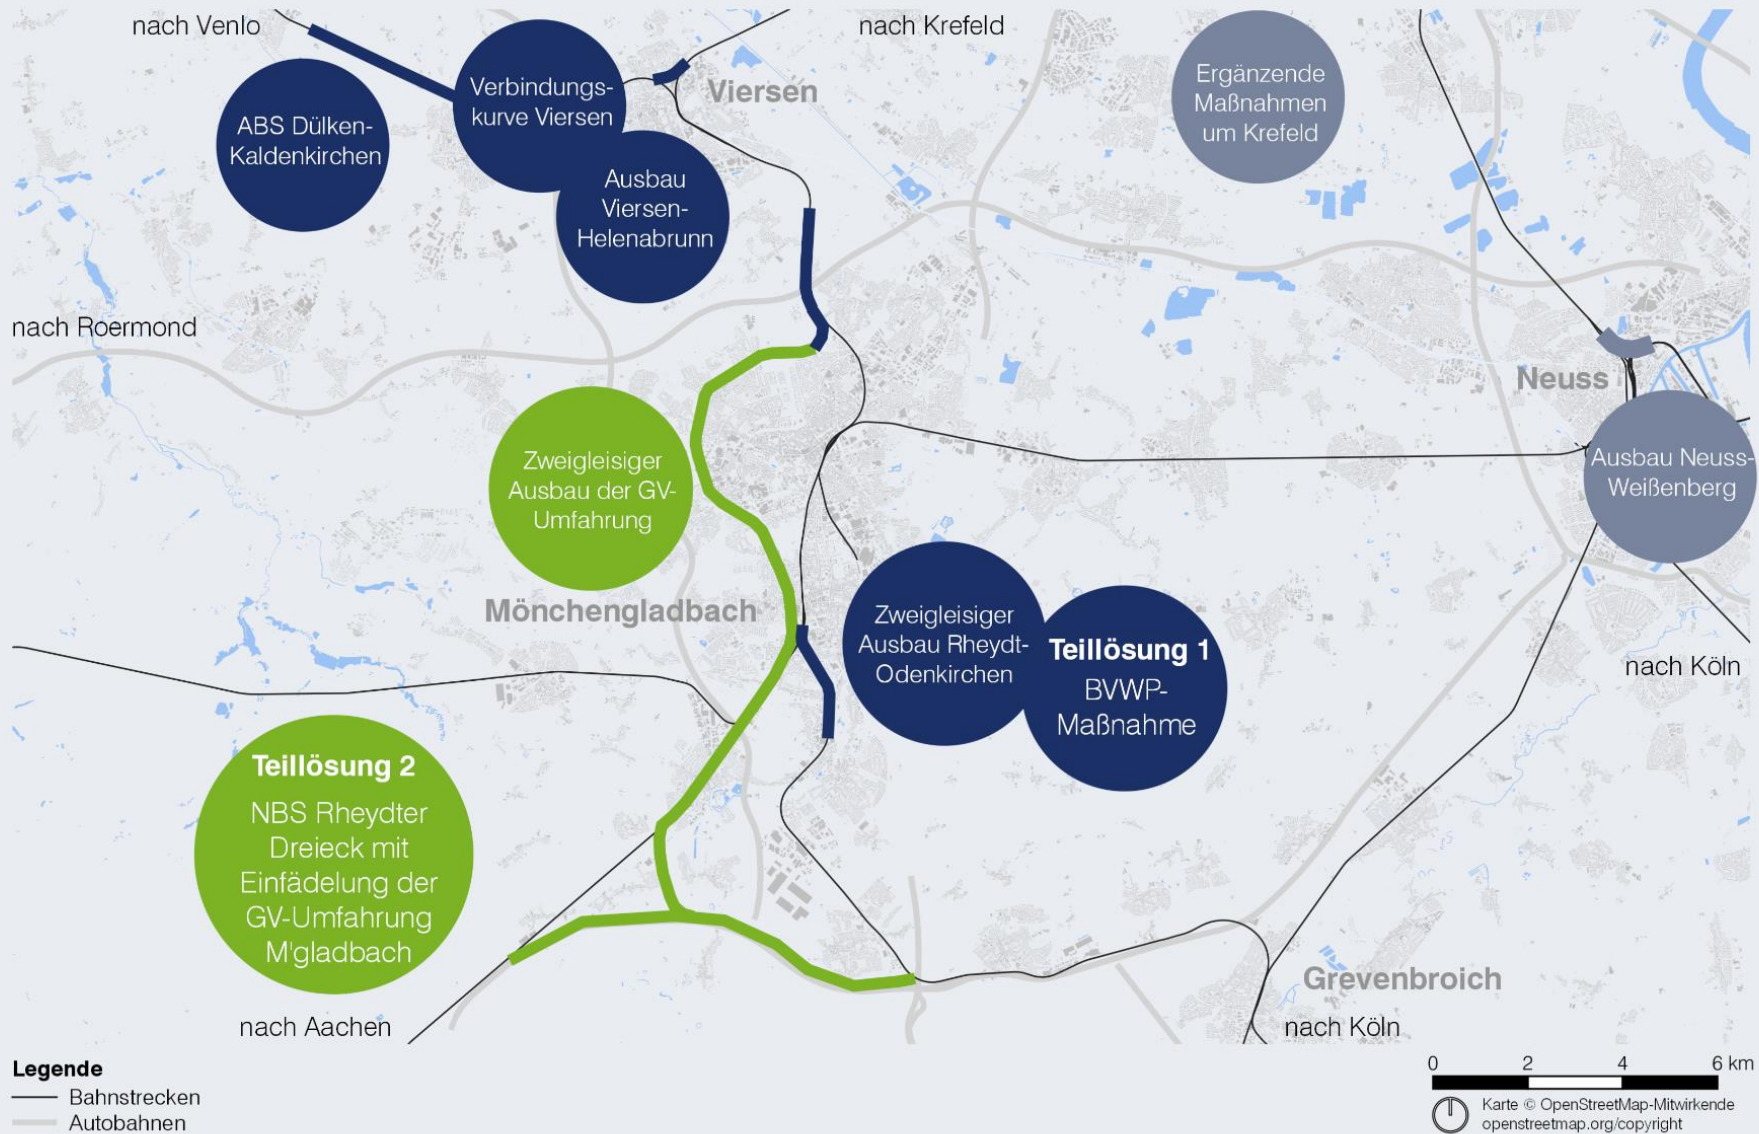 nach Venlo
nach Krefeld
Verbindungs-
kurve Viersen
Viersen
Ergänzende
Maßnahmen
um Krefeld
ABS Dülken-
Kaldenkirchen
Ausbau
Viersen-
Helenabrunn
nach Roermond
Neuss
Zweigleisiger
Ausbau der GV-
Umfahrung
Ausbau Neuss-
Weißenberg
Mönchengladbach
Zweigleisiger
Ausbau Rheydt-
Odenkirchen
Teillösung 1
BVWP-
Maßnahme
nach Köln
Teillösung 2
NBS Rheydter
Dreieck mit
Einfädelung der
GV-Umfahrung
M'gladbach
Grevenbroich
nach Aachen
nach Köln
Legende
Bahnstrecken
Autobahnen
0 2 4 6 km
Karte © OpenStreetMap-Mitwirkende
openstreetmap.org/copyright